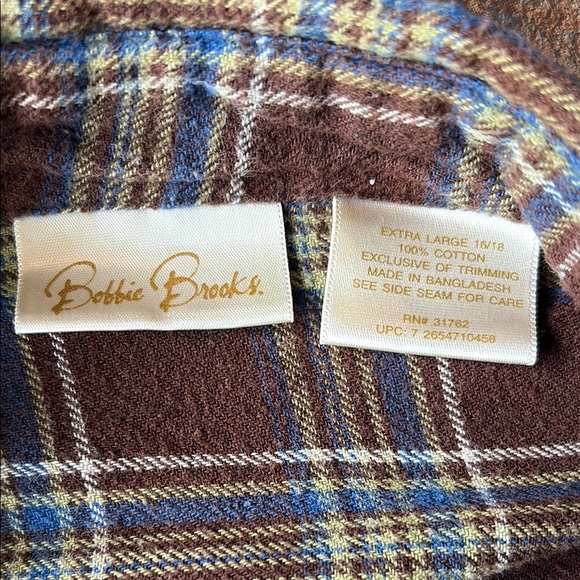 Bobbie Brooks.
EXTRA LARGE 16/18
100% COTTON
EXCLUSIVE OF TRIMMING
MADE IN BANGLADESH
SEE SIDE SEAM FOR CARE
RN# 31762
UPC: 7 2654710458